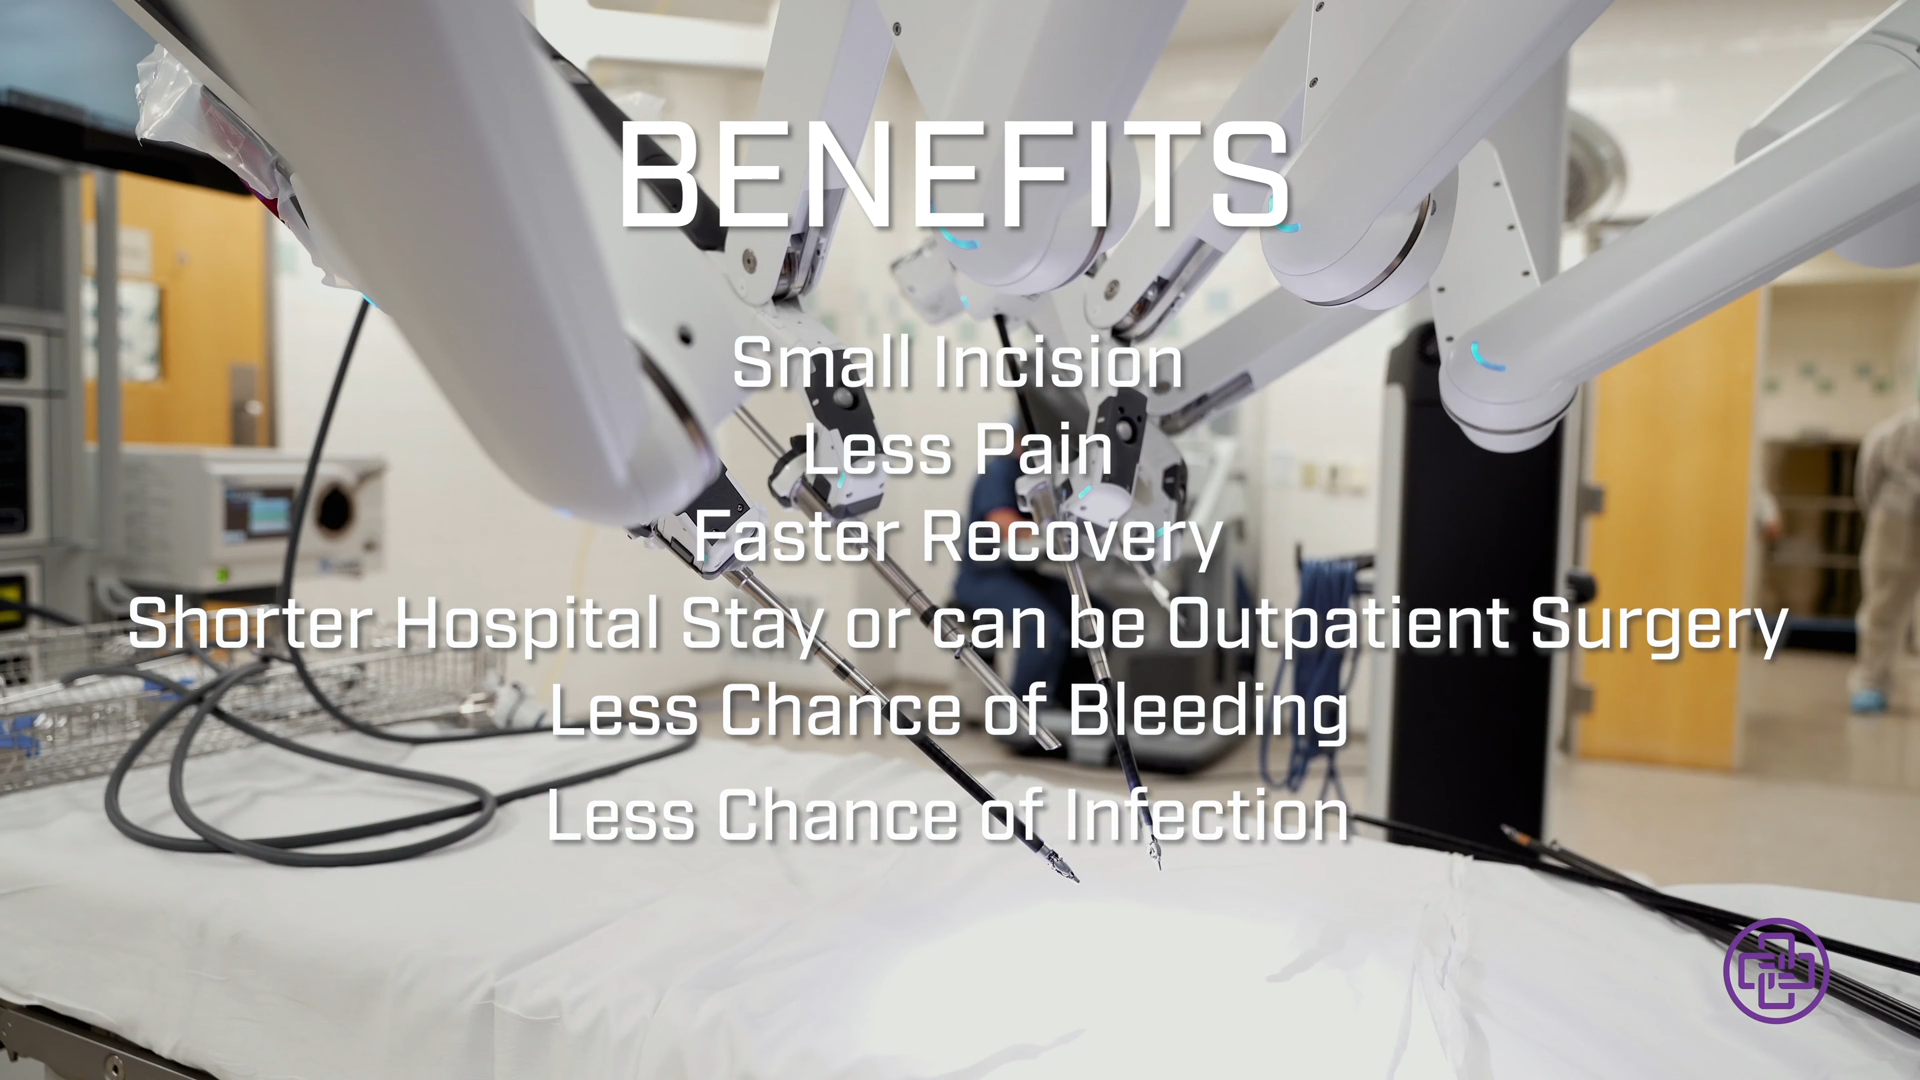 BENEFITS
Small Incision
Less Pain
Faster Recovery
Shorter Hospital Stay or can be Outpatient Surgery
Less Chance of Bleeding
Less Chance of Infection